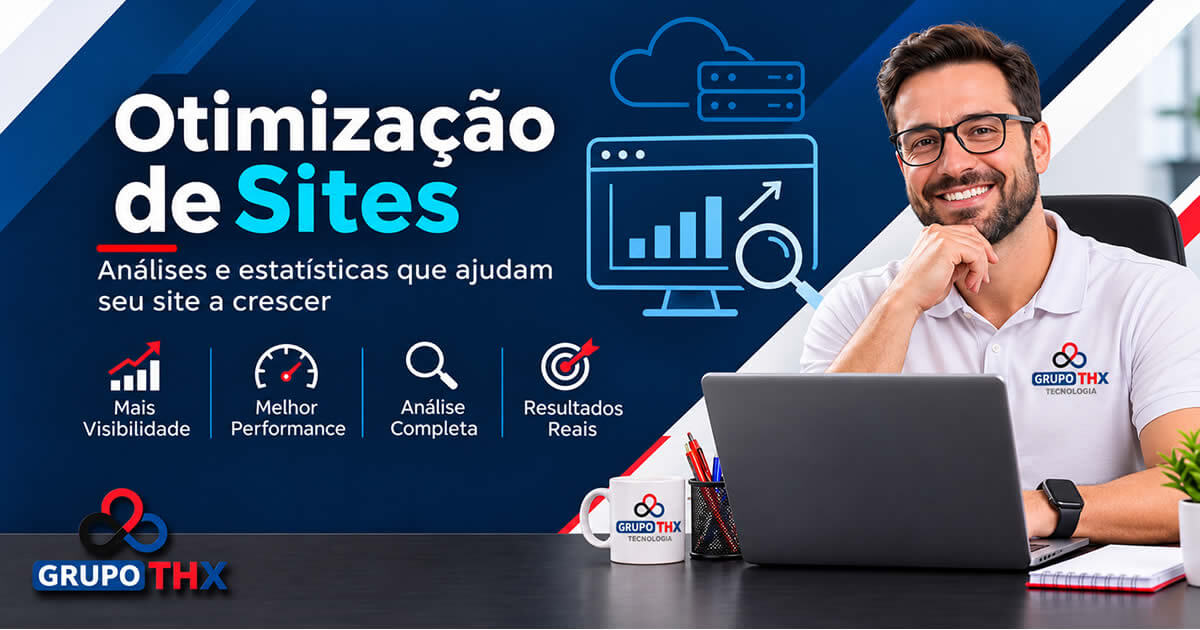 Otimização
de Sites
Análises e estatísticas que ajudam
seu site a crescer
Mais
Visibilidade
Melhor
Performance
Análise
Completa
Resultados
Reais
GRUPO THX
TECNOLOGIA
GRUPO THX
TECNOLOGIA
GRUPO THX